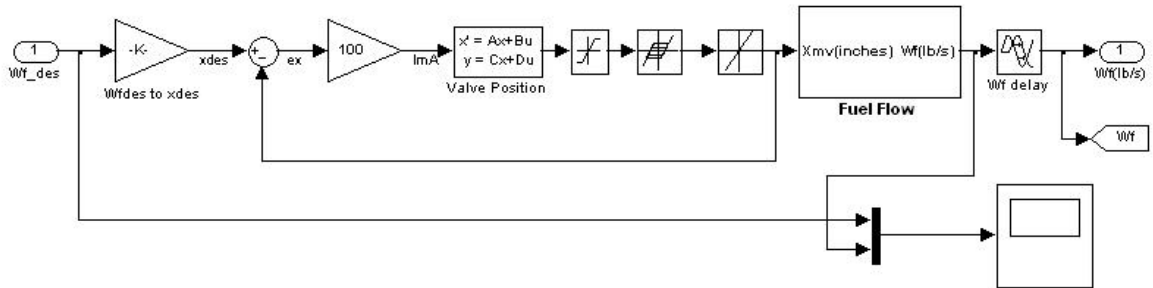 1
Wf_des
-K-
Wfdes to xdes
xdes
+
−
ex
100
ImA
x' = Ax+Bu
y = Cx+Du
Valve Position
Xmv(inches) Wf(lb/s)
Fuel Flow
Wf delay
1
Wf(lb/s)
Wf